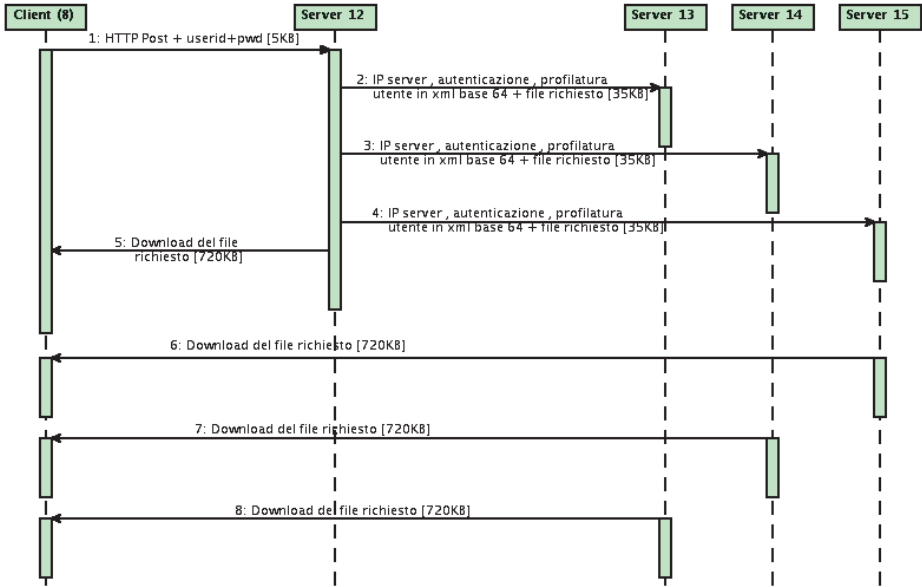 Client (8)
Server 12
Server 13
Server 14
Server 15
1: HTTP Post + userid+pwd [5KB]
2: IP server , autenticazione , profilatura
utente in xml base 64 + file richiesto [35KB]
3: IP server , autenticazione , profilatura
utente in xml base 64 + file richiesto [35KB]
4: IP server , autenticazione , profilatura
utente in xml base 64 + file richiesto [35KB]
5: Download del file
richiesto [720KB]
6: Download del file richiesto [720KB]
7: Download del file richiesto [720KB]
8: Download del file richiesto [720KB]